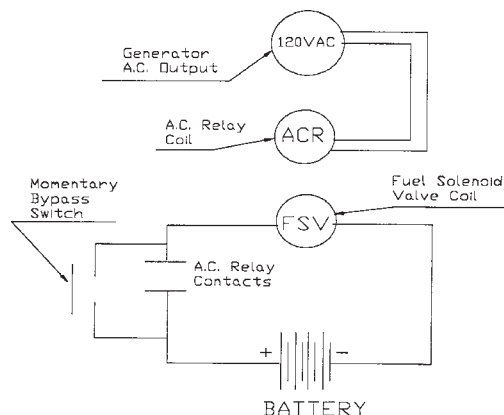 120VAC
Generator
A.C. Output
A.C. Relay
Coil
ACR
Momentary
Bypass
Switch
Fuel Solenoid
Valve Coil
FSV
A.C. Relay
Contacts
+
-
BATTERY